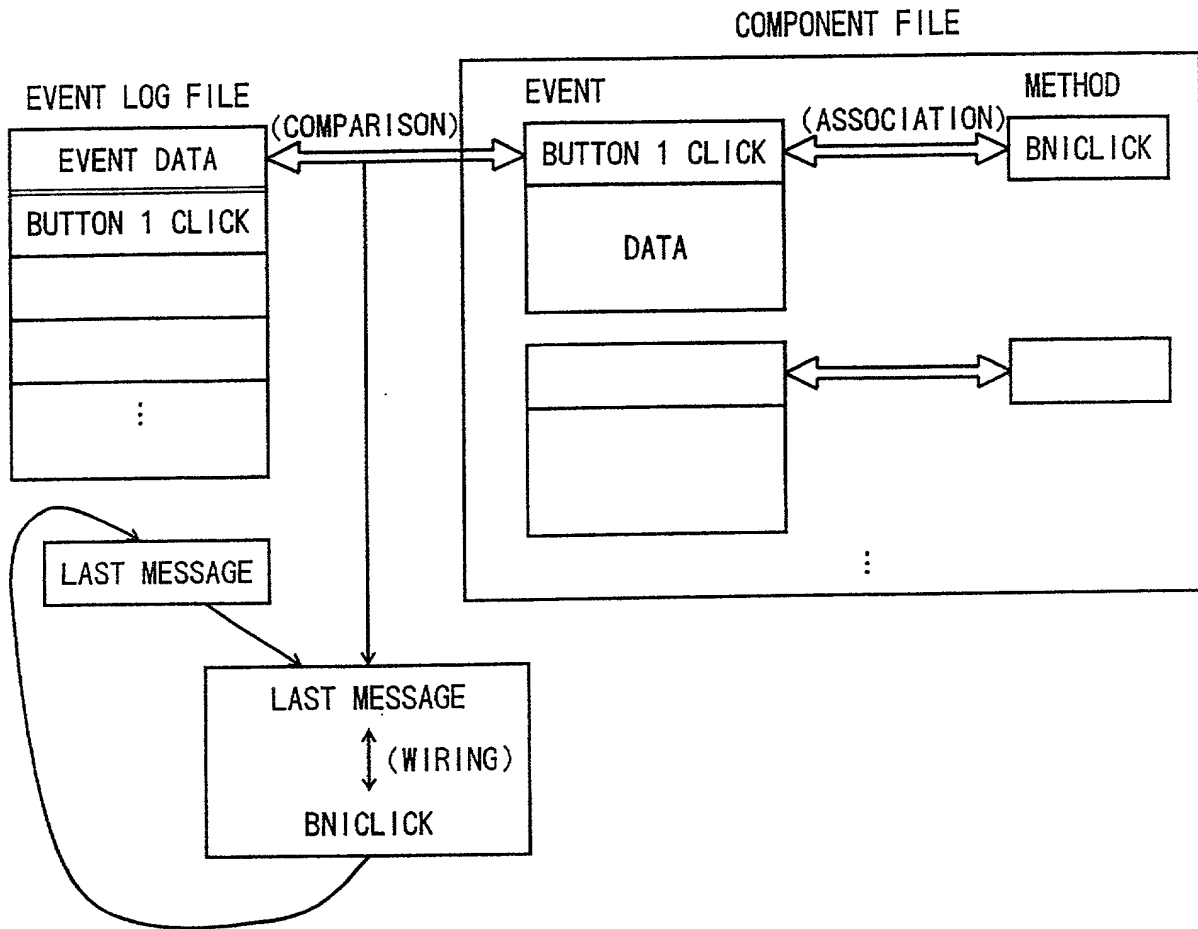 COMPONENT FILE
EVENT LOG FILE
EVENT
METHOD
(COMPARISON)
(ASSOCIATION)
EVENT DATA
BUTTON 1 CLICK
BNICLICK
BUTTON 1 CLICK
DATA
⋮
⋮
LAST MESSAGE
LAST MESSAGE
(WIRING)
BNICLICK